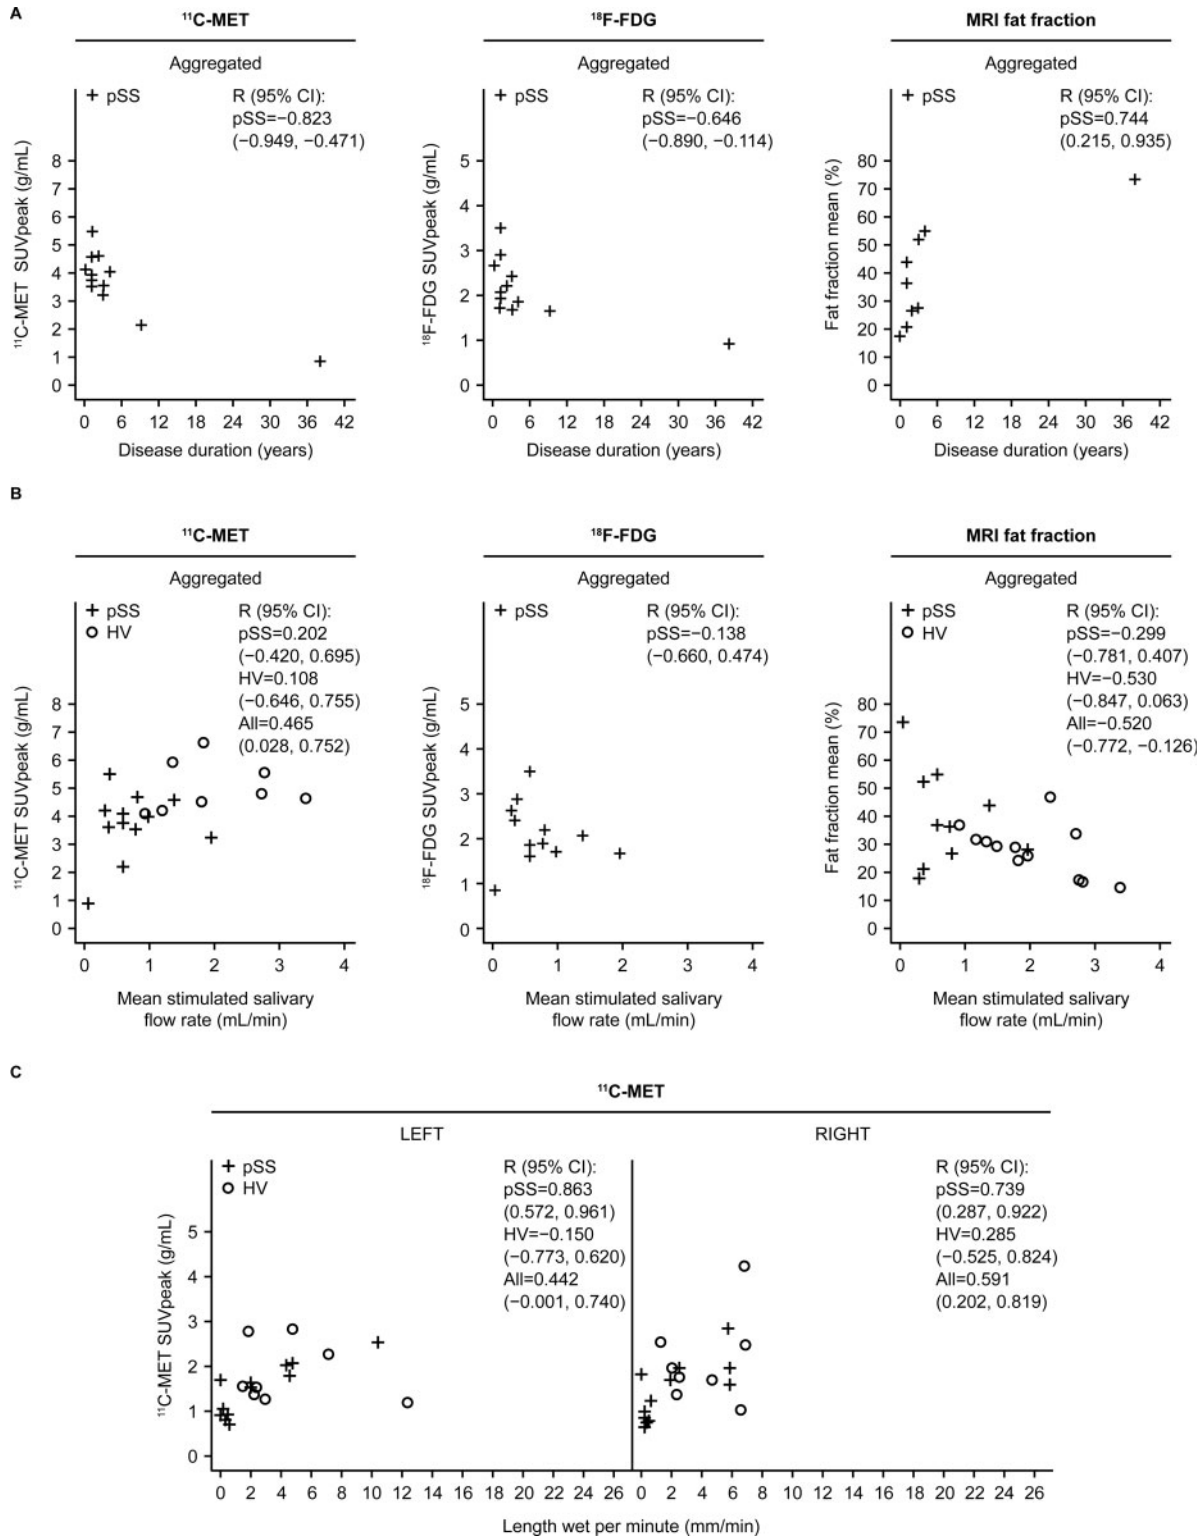 A
¹¹C-MET
Aggregated
pSS
R (95% CI):
pSS=−0.823
(−0.949, −0.471)
¹¹C-MET SUVpeak (g/mL)
8
7
6
5
4
3
2
1
0
0 6 12 18 24 30 36 42
Disease duration (years)
¹⁸F-FDG
Aggregated
pSS
R (95% CI):
pSS=−0.646
(−0.890, −0.114)
¹⁸F-FDG SUVpeak (g/mL)
5
4
3
2
1
0
0 6 12 18 24 30 36 42
Disease duration (years)
MRI fat fraction
Aggregated
pSS
R (95% CI):
pSS=0.744
(0.215, 0.935)
Fat fraction mean (%)
80
70
60
50
40
30
20
10
0
0 6 12 18 24 30 36 42
Disease duration (years)
B
¹¹C-MET
Aggregated
pSS
HV
R (95% CI):
pSS=0.202
(−0.420, 0.695)
HV=0.108
(−0.646, 0.755)
All=0.465
(0.028, 0.752)
¹¹C-MET SUVpeak (g/mL)
8
7
6
5
4
3
2
1
0
0 1 2 3 4
Mean stimulated salivary
flow rate (mL/min)
¹⁸F-FDG
Aggregated
pSS
R (95% CI):
pSS=−0.138
(−0.660, 0.474)
¹⁸F-FDG SUVpeak (g/mL)
5
4
3
2
1
0
0 1 2 3 4
Mean stimulated salivary
flow rate (mL/min)
MRI fat fraction
Aggregated
pSS
HV
R (95% CI):
pSS=−0.299
(−0.781, 0.407)
HV=−0.530
(−0.847, 0.063)
All=−0.520
(−0.772, −0.126)
Fat fraction mean (%)
80
70
60
50
40
30
20
10
0
0 1 2 3 4
Mean stimulated salivary
flow rate (mL/min)
C
¹¹C-MET
LEFT
pSS
HV
R (95% CI):
pSS=0.863
(0.572, 0.961)
HV=−0.150
(−0.773, 0.620)
All=0.442
(−0.001, 0.740)
¹¹C-MET SUVpeak (g/mL)
5
4
3
2
1
0
0 2 4 6 8 10 12 14 16 18 20 22 24 26
RIGHT
R (95% CI):
pSS=0.739
(0.287, 0.922)
HV=0.285
(−0.525, 0.824)
All=0.591
(0.202, 0.819)
0 2 4 6 8 10 12 14 16 18 20 22 24 26
Length wet per minute (mm/min)